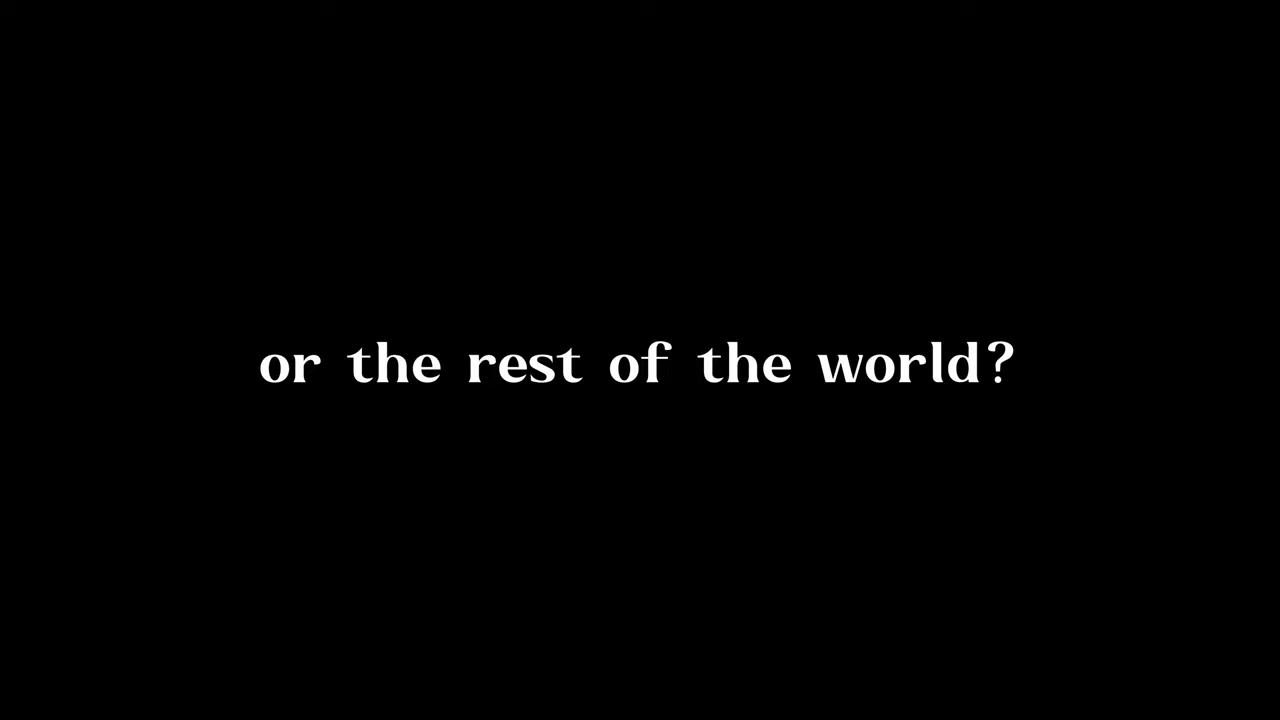 or the rest of the world?